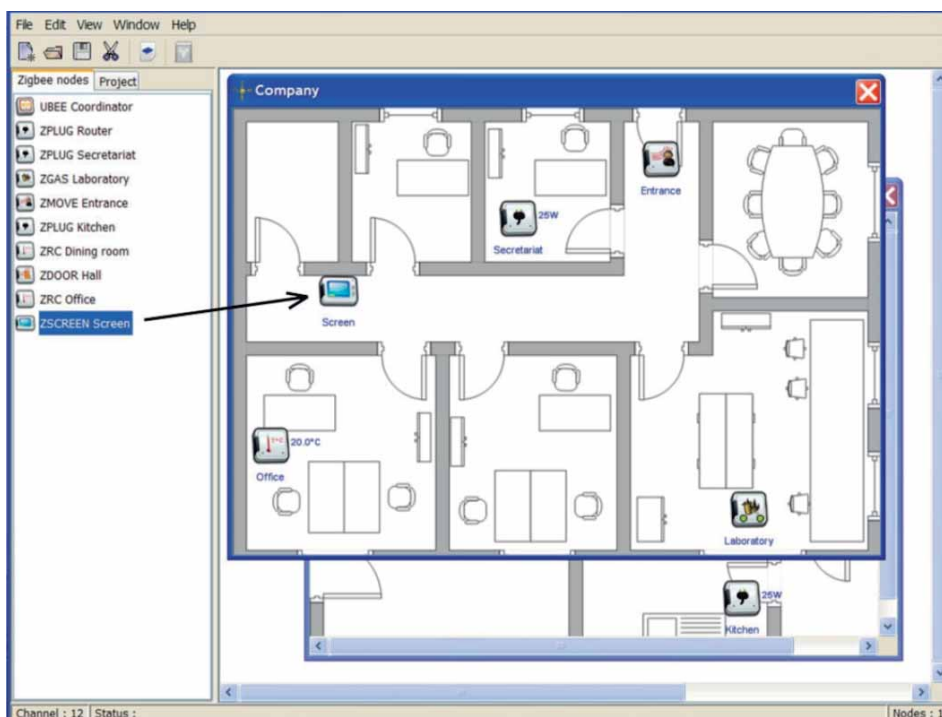 File Edit View Window Help
Zigbee nodes Project
UBEE Coordinator
ZPLUG Router
ZPLUG Secretariat
ZGAS Laboratory
ZMOVE Entrance
ZPLUG Kitchen
ZRC Dining room
ZDOOR Hall
ZRC Office
ZSCREEN Screen
Company
Entrance
25W
Secretariat
Screen
20.0°C
Office
Laboratory
25W
Kitchen
Channel : 12 Status :
Nodes : 1